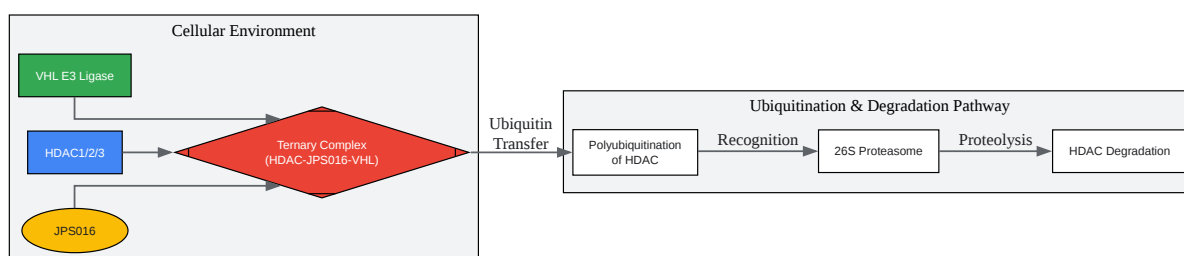 Cellular Environment
VHL E3 Ligase
HDAC1/2/3
JPS016
Ternary Complex
(HDAC-JPS016-VHL)
Ubiquitin
Transfer
Ubiquitination & Degradation Pathway
Polyubiquitination
of HDAC
Recognition
26S Proteasome
Proteolysis
HDAC Degradation